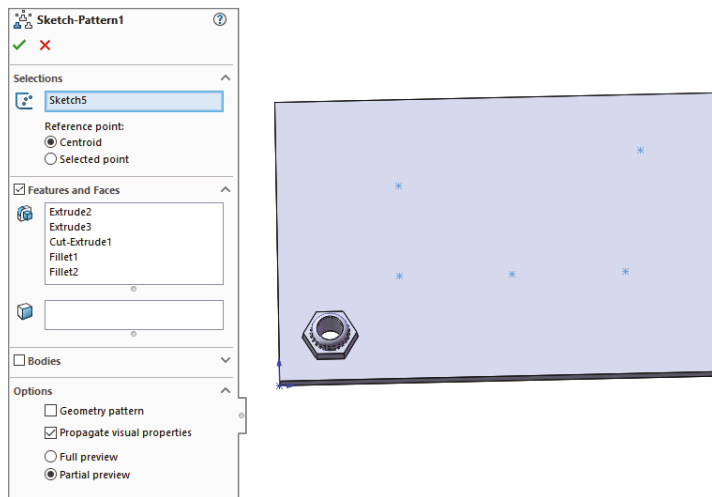 Sketch-Pattern1
Selections
Sketch5
Reference point:
Centroid
Selected point
Features and Faces
Extrude2
Extrude3
Cut-Extrude1
Fillet1
Fillet2
Bodies
Options
Geometry pattern
Propagate visual properties
Full preview
Partial preview